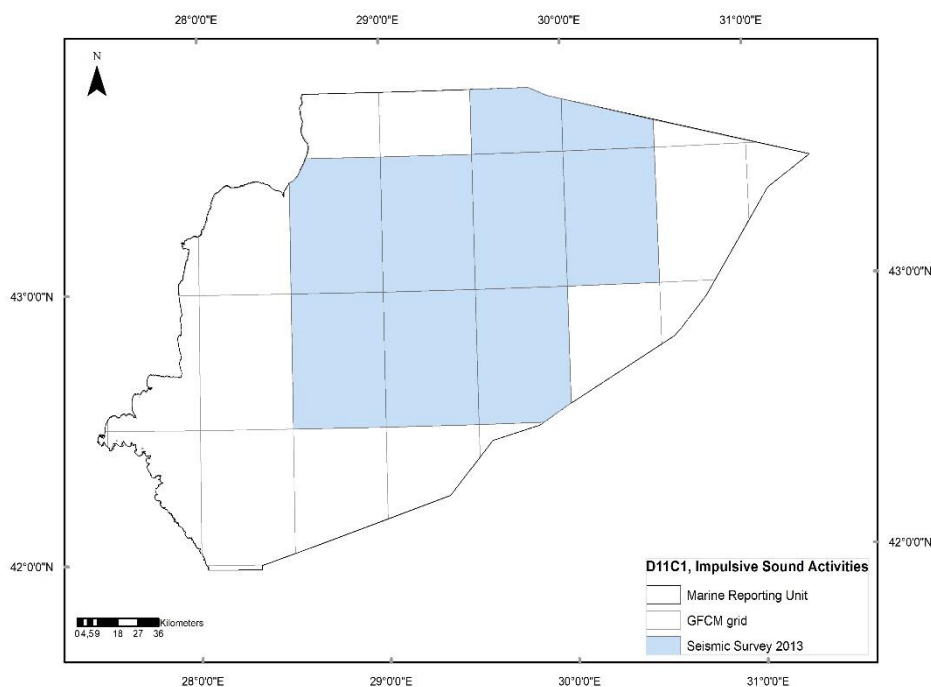 28°0'0"E 29°0'0"E 30°0'0"E 31°0'0"E
N
43°0'0"N
43°0'0"N
42°0'0"N
42°0'0"N
D11C1, Impulsive Sound Activities
Marine Reporting Unit
GFCM grid
Seismic Survey 2013
Kilometers
0 4,5 9 18 27 36
28°0'0"E 29°0'0"E 30°0'0"E 31°0'0"E